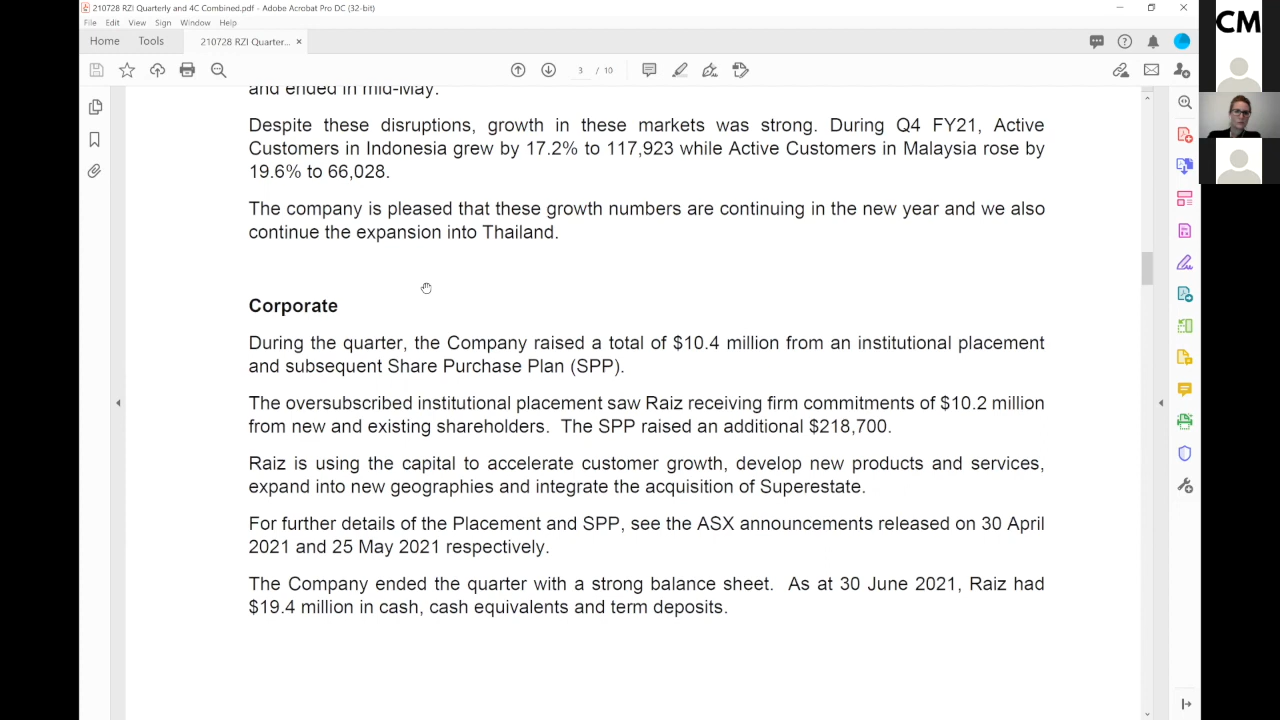 210728 RZI Quarterly and 4C Combined.pdf - Adobe Acrobat Pro DC (32-bit)
File Edit View Sign Window Help
Home Tools 210728 RZI Quarter... ×
3 / 10
CM
and ended in mid-May.
Despite these disruptions, growth in these markets was strong. During Q4 FY21, Active
Customers in Indonesia grew by 17.2% to 117,923 while Active Customers in Malaysia rose by
19.6% to 66,028.
The company is pleased that these growth numbers are continuing in the new year and we also
continue the expansion into Thailand.
Corporate
During the quarter, the Company raised a total of $10.4 million from an institutional placement
and subsequent Share Purchase Plan (SPP).
The oversubscribed institutional placement saw Raiz receiving firm commitments of $10.2 million
from new and existing shareholders. The SPP raised an additional $218,700.
Raiz is using the capital to accelerate customer growth, develop new products and services,
expand into new geographies and integrate the acquisition of Superestate.
For further details of the Placement and SPP, see the ASX announcements released on 30 April
2021 and 25 May 2021 respectively.
The Company ended the quarter with a strong balance sheet. As at 30 June 2021, Raiz had
$19.4 million in cash, cash equivalents and term deposits.